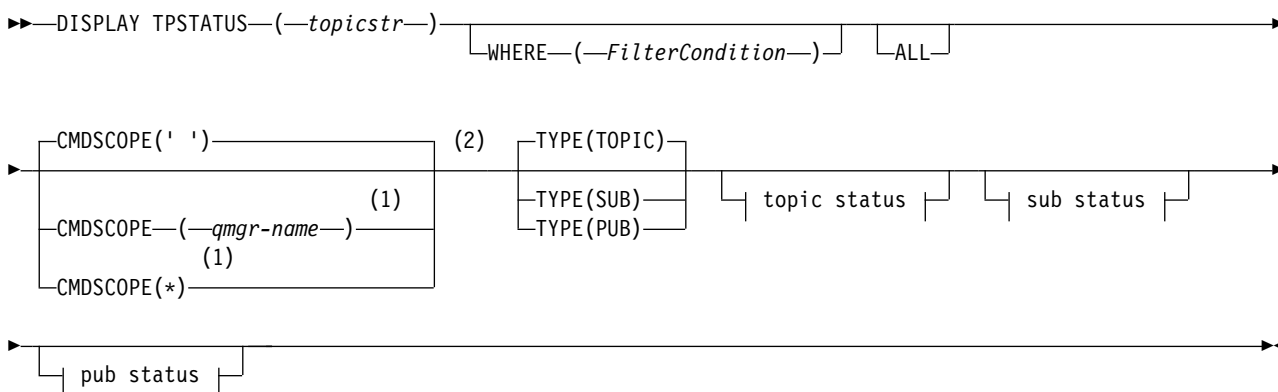 DISPLAY TPSTATUS ( topicstr )
WHERE ( FilterCondition )
ALL
CMDSCOPE(' ')
(2)
TYPE(TOPIC)
(1)
CMDSCOPE ( qmgr-name )
TYPE(SUB)
TYPE(PUB)
topic status
sub status
(1)
CMDSCOPE(*)
pub status